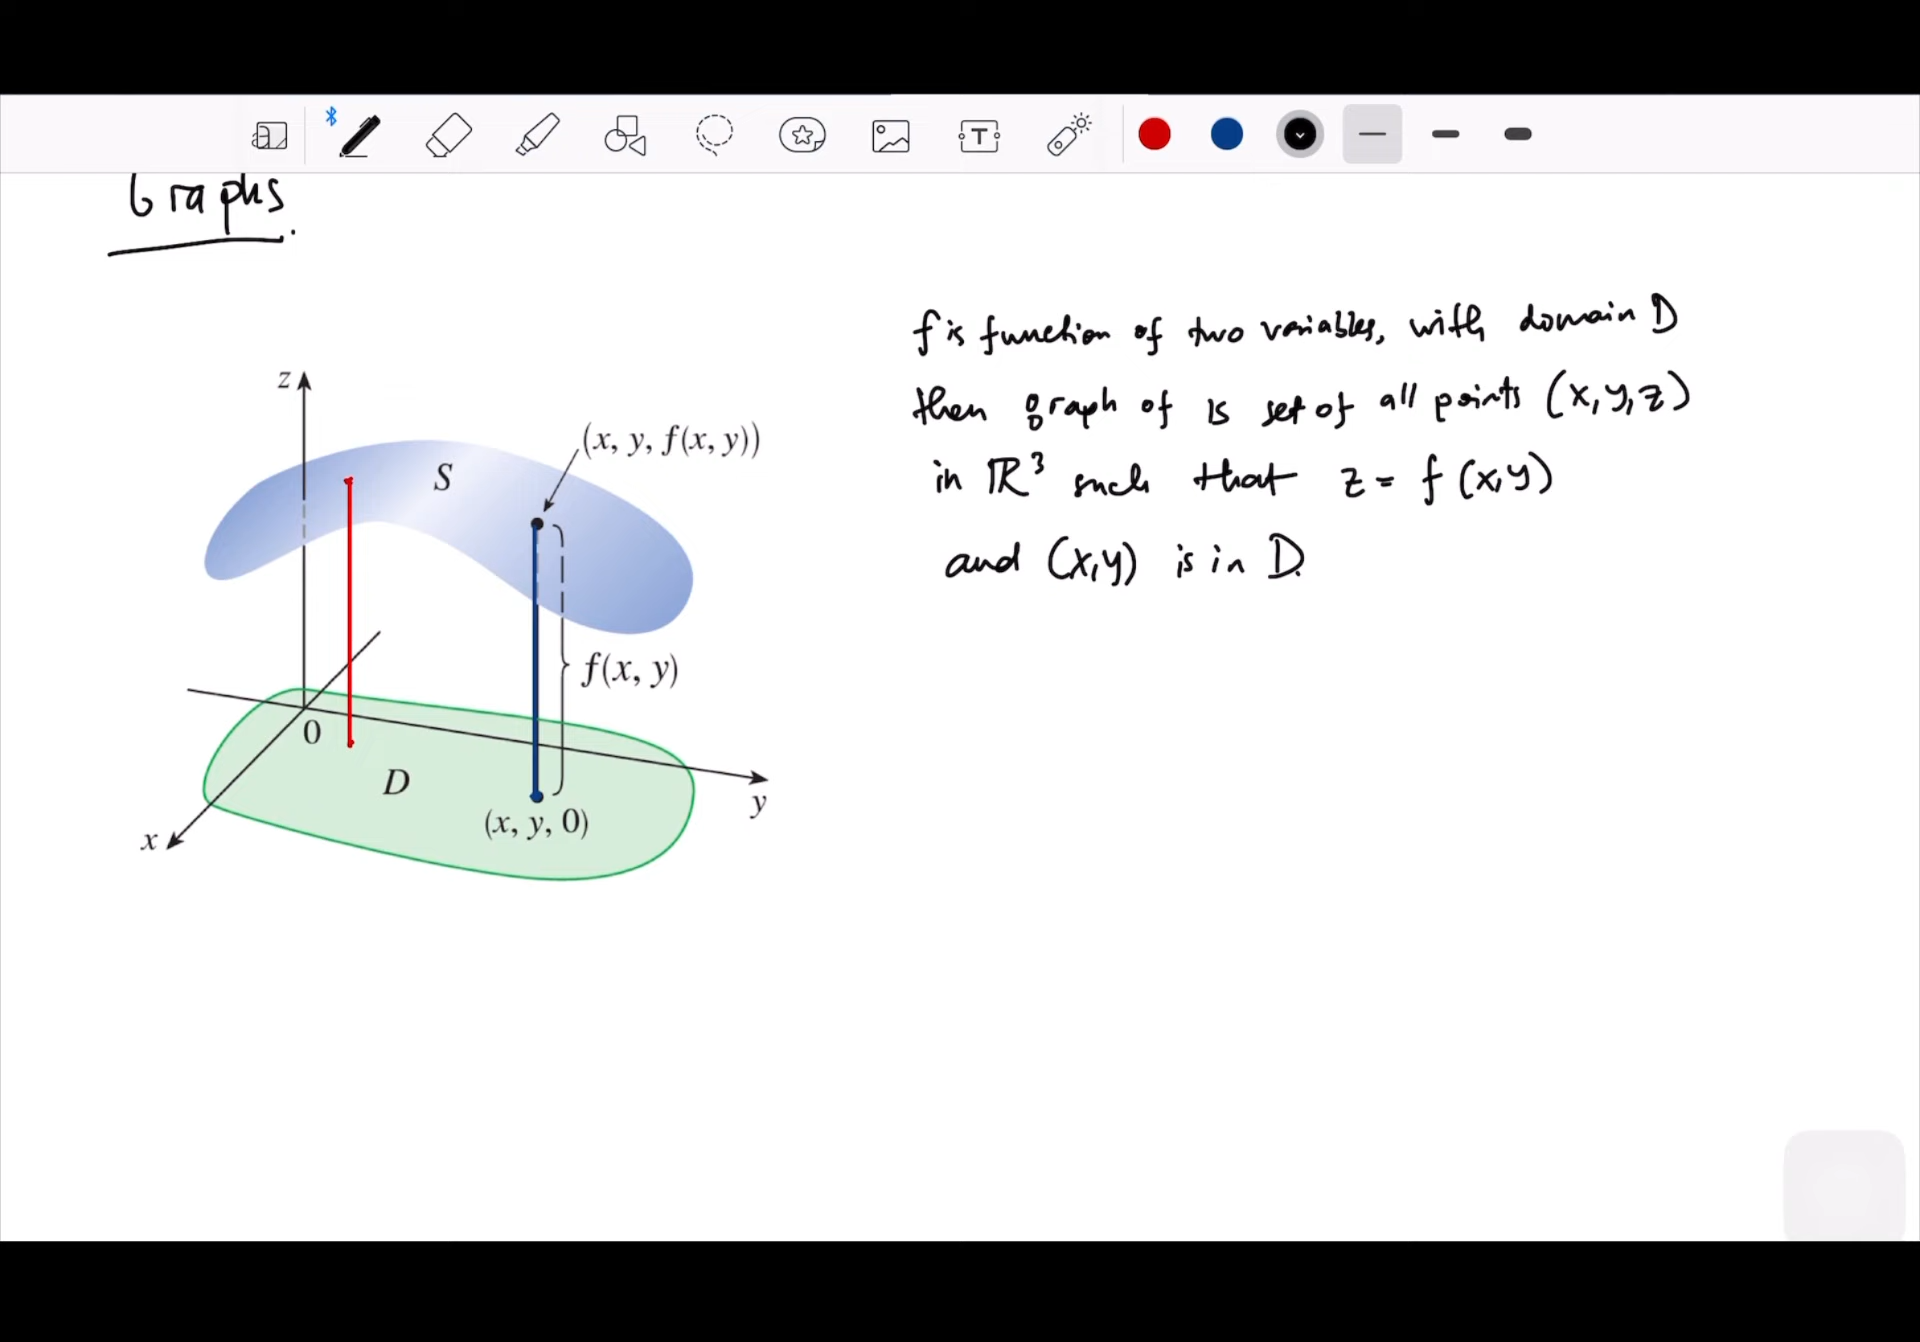 Graphs.
f is function of two variables, with domain D
then graph of is set of all points (x, y, z)
in ℝ³ such that z = f (x, y)
and (x, y) is in D.
z
(x, y, f(x, y))
S
f(x, y)
0
D
(x, y, 0)
y
x
a
T